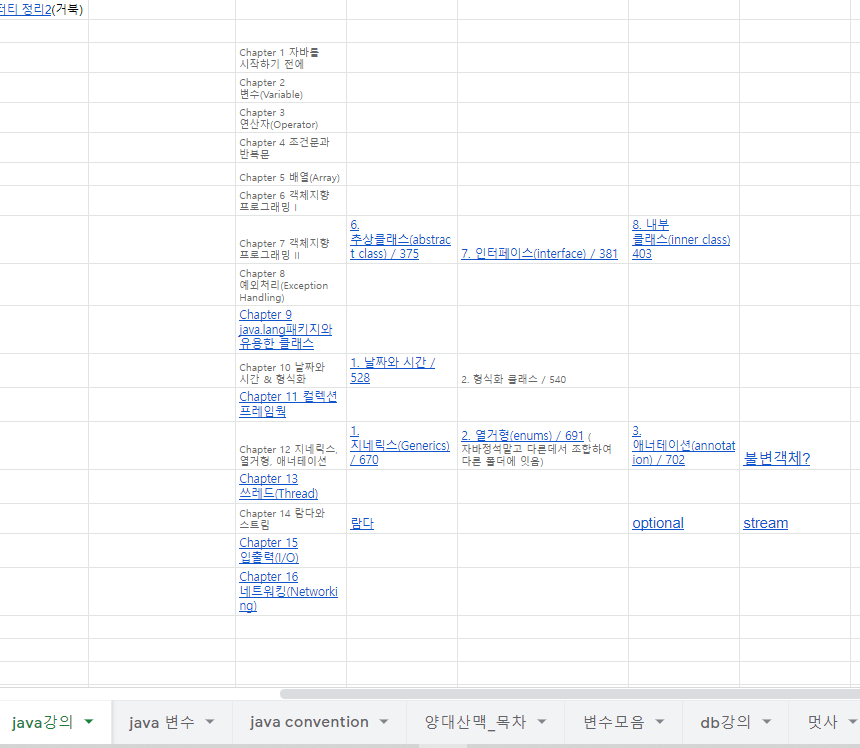 터티 정리2(거북)
Chapter 1 자바를
시작하기 전에
Chapter 2
변수(Variable)
Chapter 3
연산자(Operator)
Chapter 4 조건문과
반복문
Chapter 5 배열(Array)
Chapter 6 객체지향
프로그래밍 I
Chapter 7 객체지향
프로그래밍 II
6.
추상클래스(abstrac
t class) / 375
7. 인터페이스(interface) / 381
8. 내부
클래스(inner class)
403
Chapter 8
예외처리(Exception
Handling)
Chapter 9
java.lang패키지와
유용한 클래스
Chapter 10 날짜와
시간 & 형식화
1. 날짜와 시간 /
528
2. 형식화 클래스 / 540
Chapter 11 컬렉션
프레임웍
Chapter 12 지네릭스,
열거형, 애너테이션
1.
지네릭스(Generics)
/ 670
2. 열거형(enums) / 691 (
자바정석말고 다른데서 조합하여
다른 폴더에 잇음)
3.
애너테이션(annotat
ion) / 702
불변객체?
Chapter 13
쓰레드(Thread)
Chapter 14 람다와
스트림
람다
optional
stream
Chapter 15
입출력(I/O)
Chapter 16
네트워킹(Networki
ng)
java강의
java 변수
java convention
양대산맥_목차
변수모음
db강의
멋사